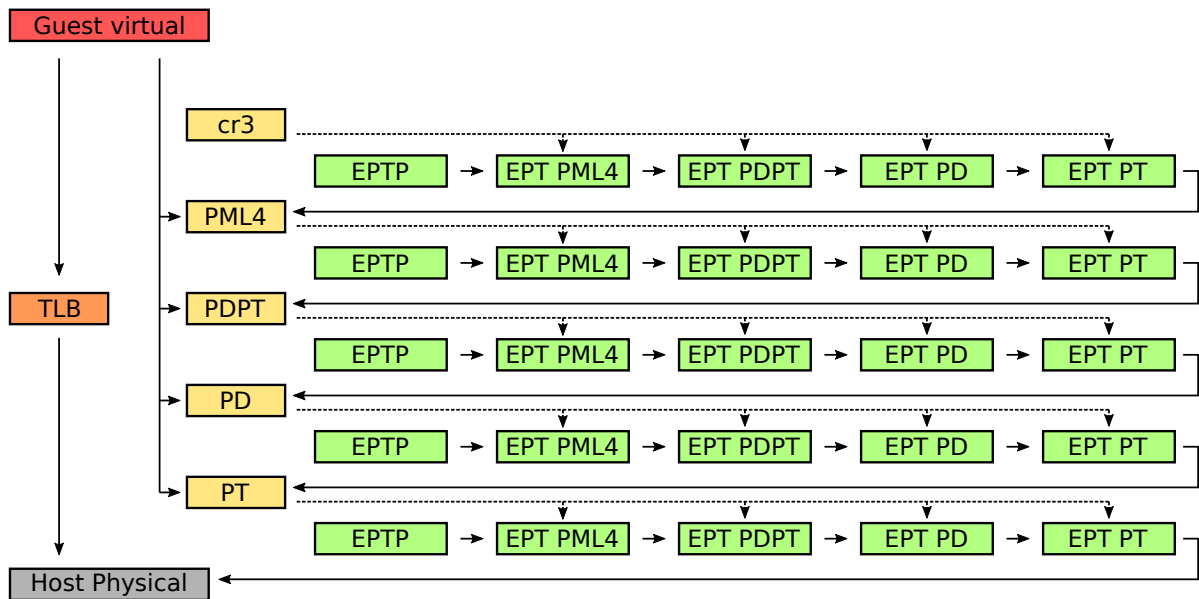 Guest virtual
cr3
EPTP EPT PML4 EPT PDPT EPT PD EPT PT
PML4
EPTP EPT PML4 EPT PDPT EPT PD EPT PT
TLB PDPT
EPTP EPT PML4 EPT PDPT EPT PD EPT PT
PD
EPTP EPT PML4 EPT PDPT EPT PD EPT PT
PT
EPTP EPT PML4 EPT PDPT EPT PD EPT PT
Host Physical